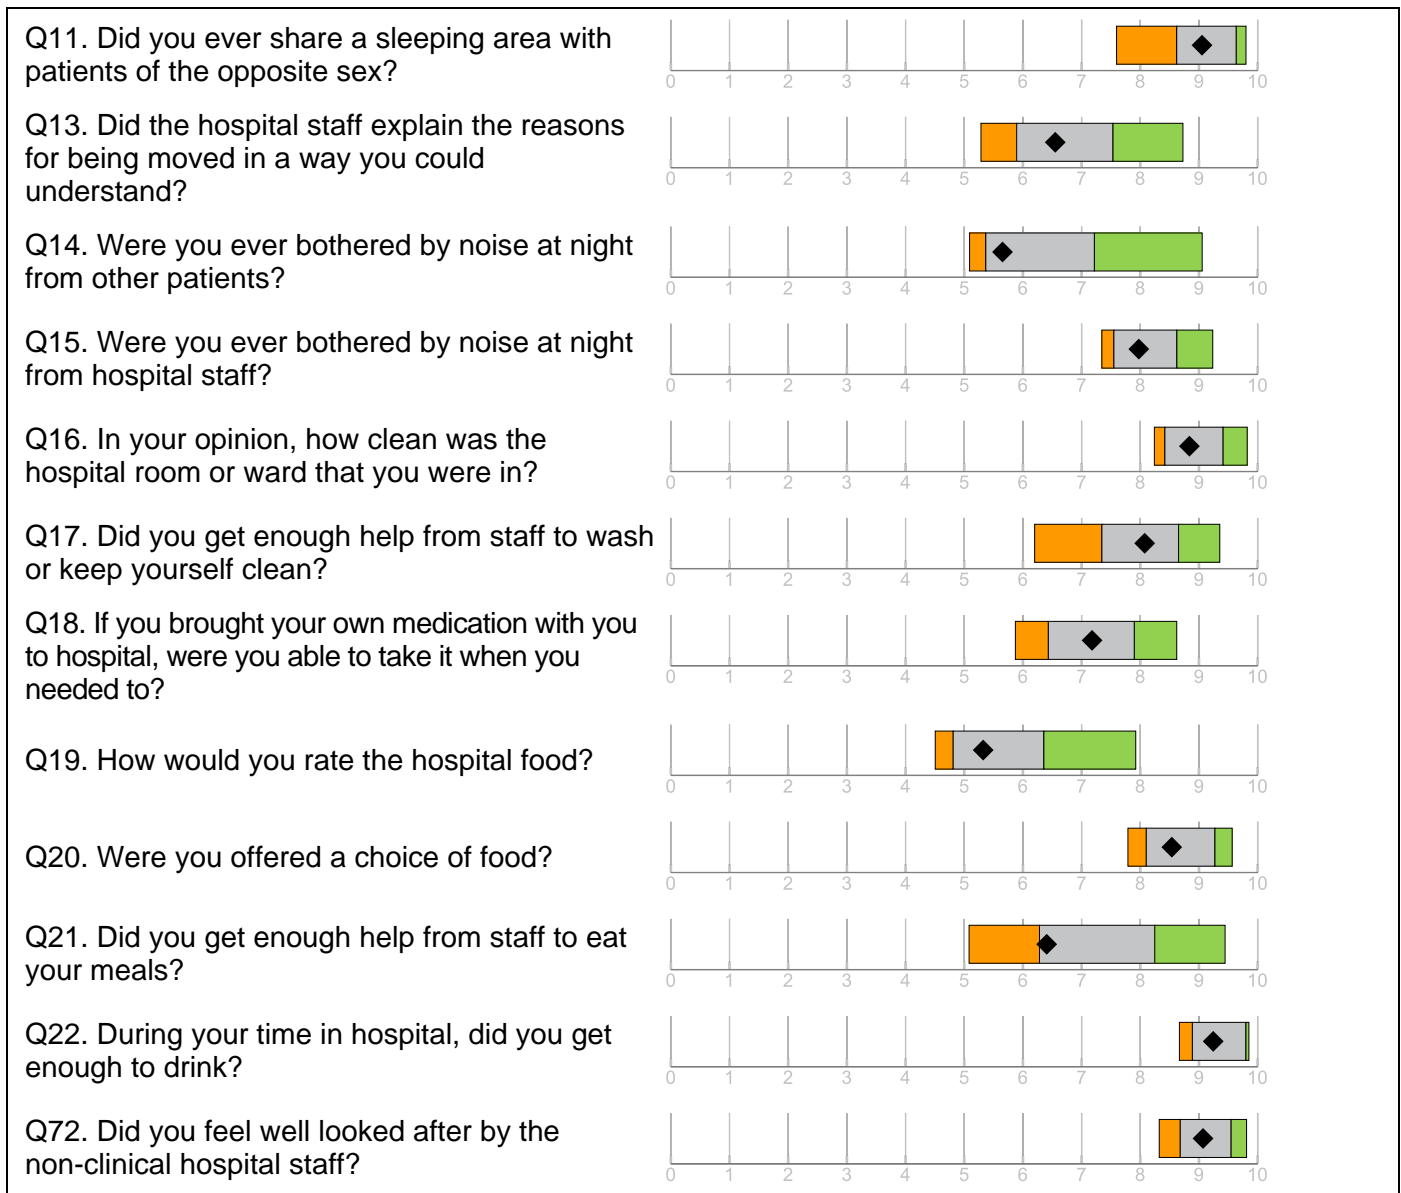 Q11. Did you ever share a sleeping area with
patients of the opposite sex?
0 1 2 3 4 5 6 7 8 9 10
Q13. Did the hospital staff explain the reasons
for being moved in a way you could
understand?
0 1 2 3 4 5 6 7 8 9 10
Q14. Were you ever bothered by noise at night
from other patients?
0 1 2 3 4 5 6 7 8 9 10
Q15. Were you ever bothered by noise at night
from hospital staff?
0 1 2 3 4 5 6 7 8 9 10
Q16. In your opinion, how clean was the
hospital room or ward that you were in?
0 1 2 3 4 5 6 7 8 9 10
Q17. Did you get enough help from staff to wash
or keep yourself clean?
0 1 2 3 4 5 6 7 8 9 10
Q18. If you brought your own medication with you
to hospital, were you able to take it when you
needed to?
0 1 2 3 4 5 6 7 8 9 10
Q19. How would you rate the hospital food?
0 1 2 3 4 5 6 7 8 9 10
Q20. Were you offered a choice of food?
0 1 2 3 4 5 6 7 8 9 10
Q21. Did you get enough help from staff to eat
your meals?
0 1 2 3 4 5 6 7 8 9 10
Q22. During your time in hospital, did you get
enough to drink?
0 1 2 3 4 5 6 7 8 9 10
Q72. Did you feel well looked after by the
non-clinical hospital staff?
0 1 2 3 4 5 6 7 8 9 10